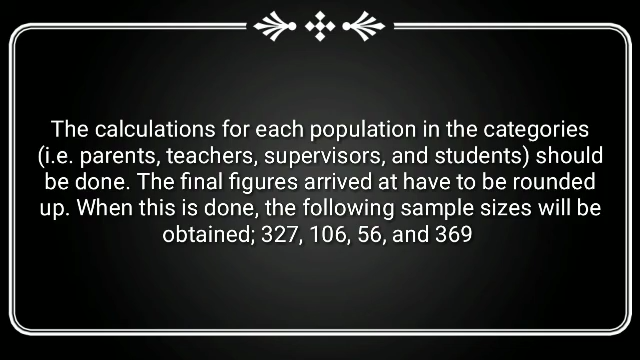 The calculations for each population in the categories
(i.e. parents, teachers, supervisors, and students) should
be done. The final figures arrived at have to be rounded
up. When this is done, the following sample sizes will be
obtained; 327, 106, 56, and 369